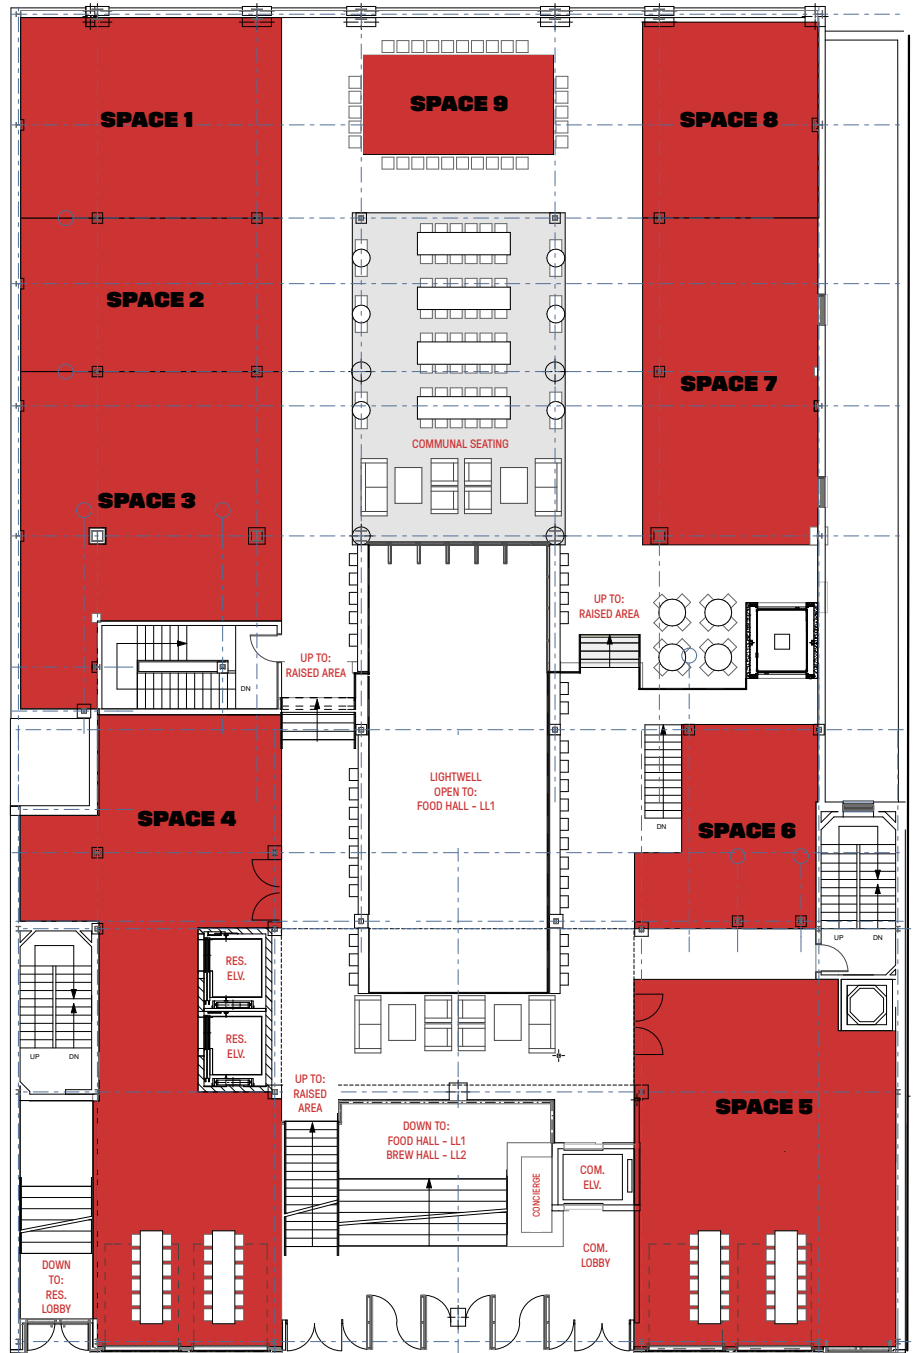 SPACE 1
SPACE 9
SPACE 8
SPACE 2
SPACE 7
COMMUNAL SEATING
SPACE 3
UP TO:
RAISED AREA
UP TO:
RAISED AREA
DN
LIGHTWELL
OPEN TO:
FOOD HALL - LL1
SPACE 4
DN
SPACE 6
UP
DN
RES.
ELV.
RES.
ELV.
UP
DN
UP TO:
RAISED
AREA
SPACE 5
DOWN TO:
FOOD HALL - LL1
BREW HALL - LL2
CONCIERGE
COM.
ELV.
COM.
LOBBY
DOWN
TO:
RES.
LOBBY